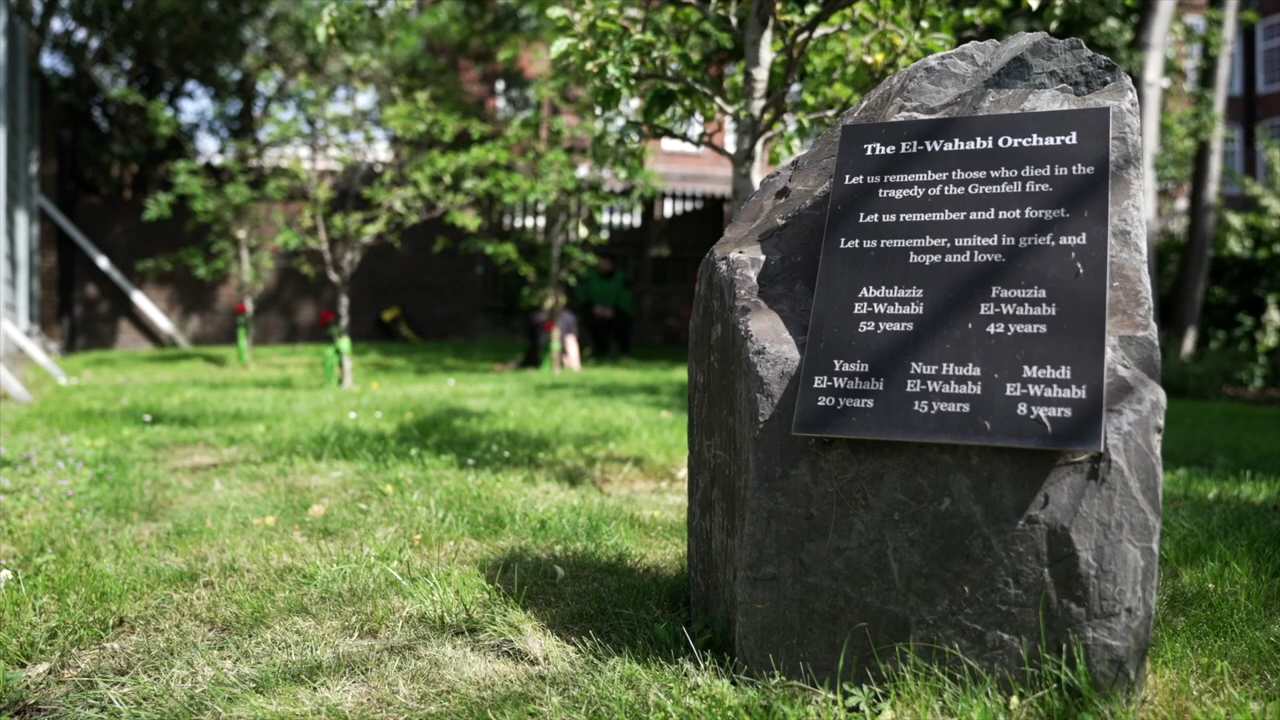 The El-Wahabi Orchard
Let us remember those who died in the
tragedy of the Grenfell fire.
Let us remember and not forget.
Let us remember, united in grief, and
hope and love.
Abdulaziz
El-Wahabi
52 years
Faouzia
El-Wahabi
42 years
Yasin
El-Wahabi
20 years
Nur Huda
El-Wahabi
15 years
Mehdi
El-Wahabi
8 years